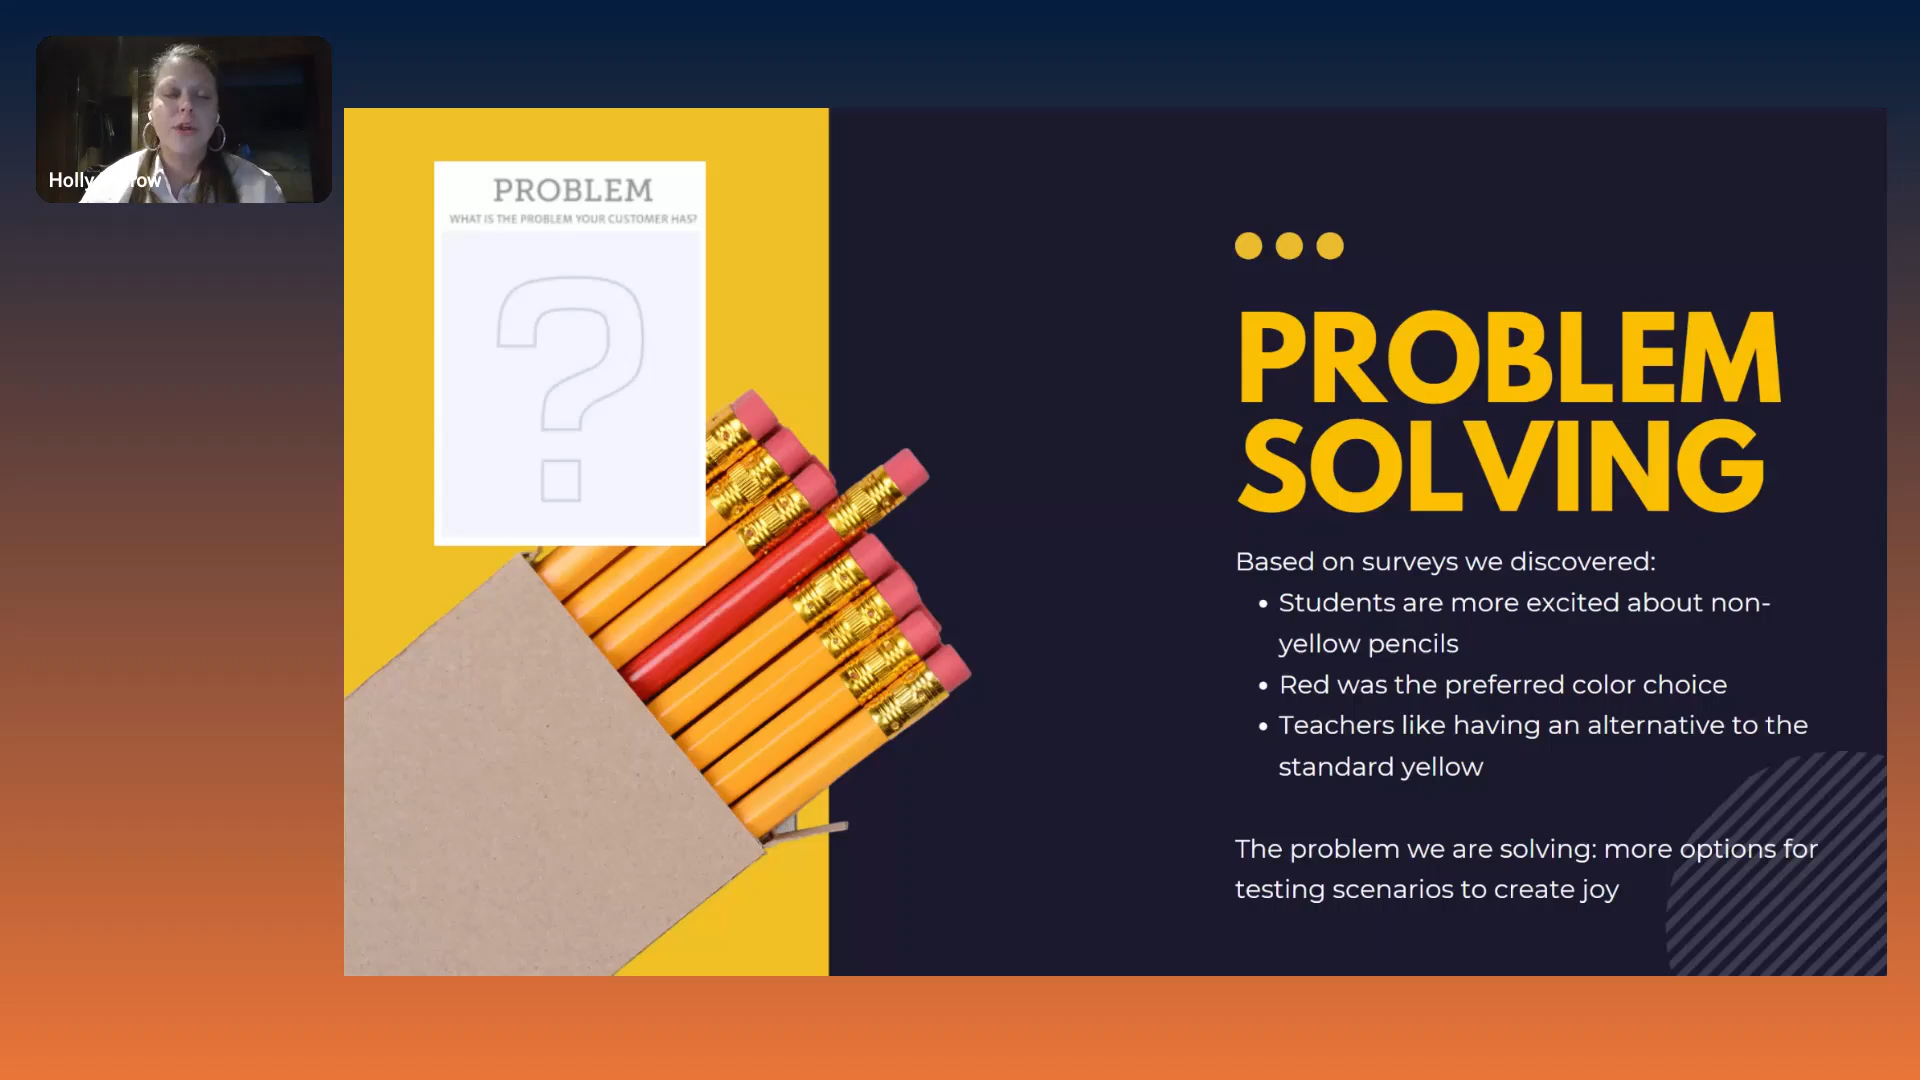 Holly
PROBLEM
WHAT IS THE PROBLEM YOUR CUSTOMER HAS?
?
PROBLEM
SOLVING
Based on surveys we discovered:
• Students are more excited about non-
yellow pencils
• Red was the preferred color choice
• Teachers like having an alternative to the
standard yellow
The problem we are solving: more options for
testing scenarios to create joy